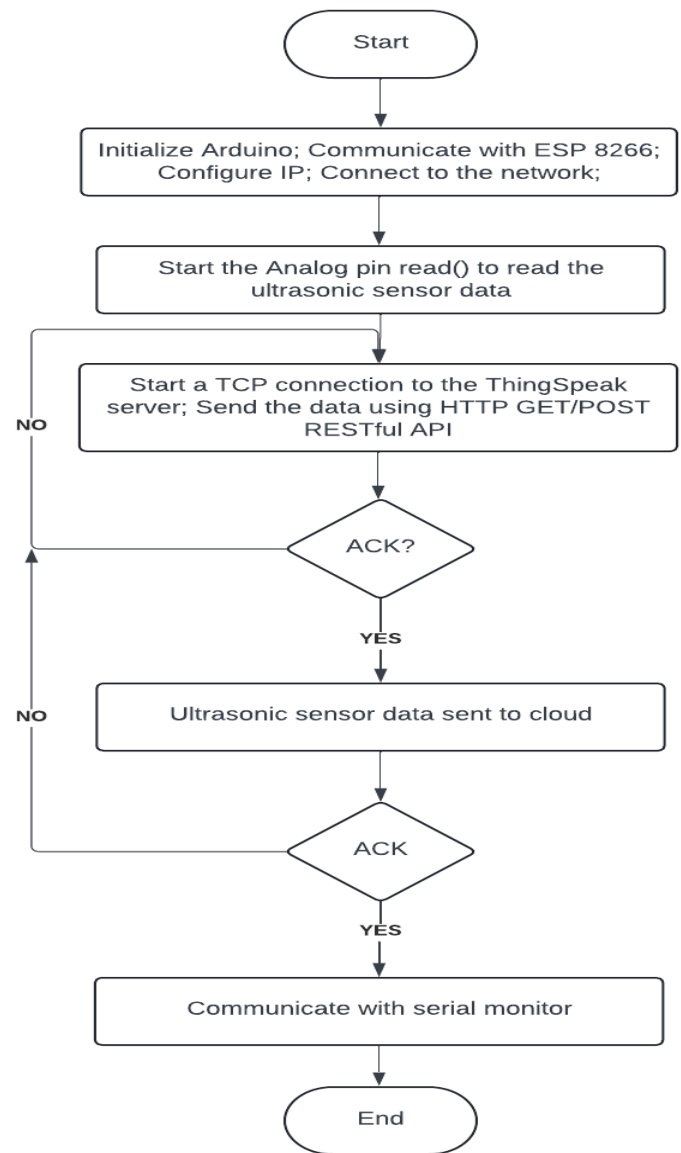 Start
Initialize Arduino; Communicate with ESP 8266;
Configure IP; Connect to the network;
Start the Analog pin read() to read the
ultrasonic sensor data
Start a TCP connection to the ThingSpeak
server; Send the data using HTTP GET/POST
RESTful API
NO
ACK?
YES
Ultrasonic sensor data sent to cloud
NO
ACK
YES
Communicate with serial monitor
End